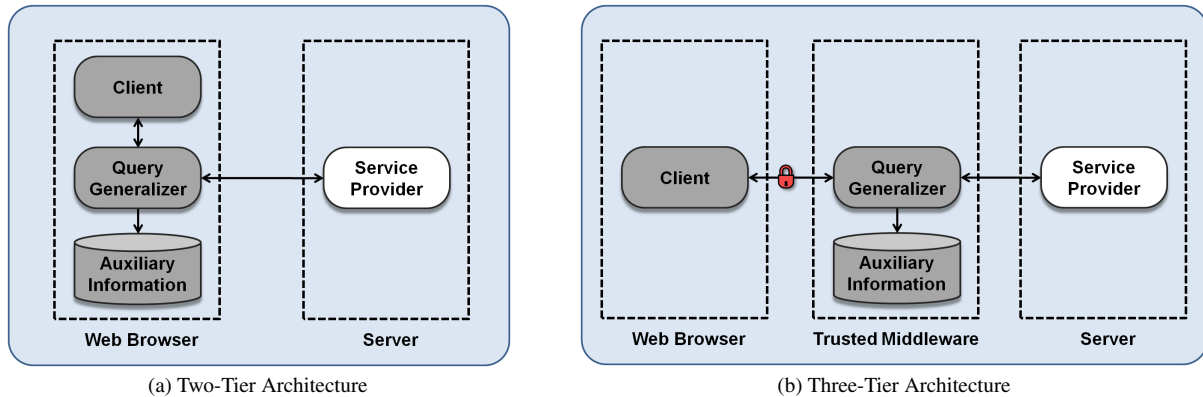 Client
Query
Generalizer
Auxiliary
Information
Service
Provider
Web Browser
Server
(a) Two-Tier Architecture
Client
Query
Generalizer
Auxiliary
Information
Service
Provider
Web Browser
Trusted Middleware
Server
(b) Three-Tier Architecture